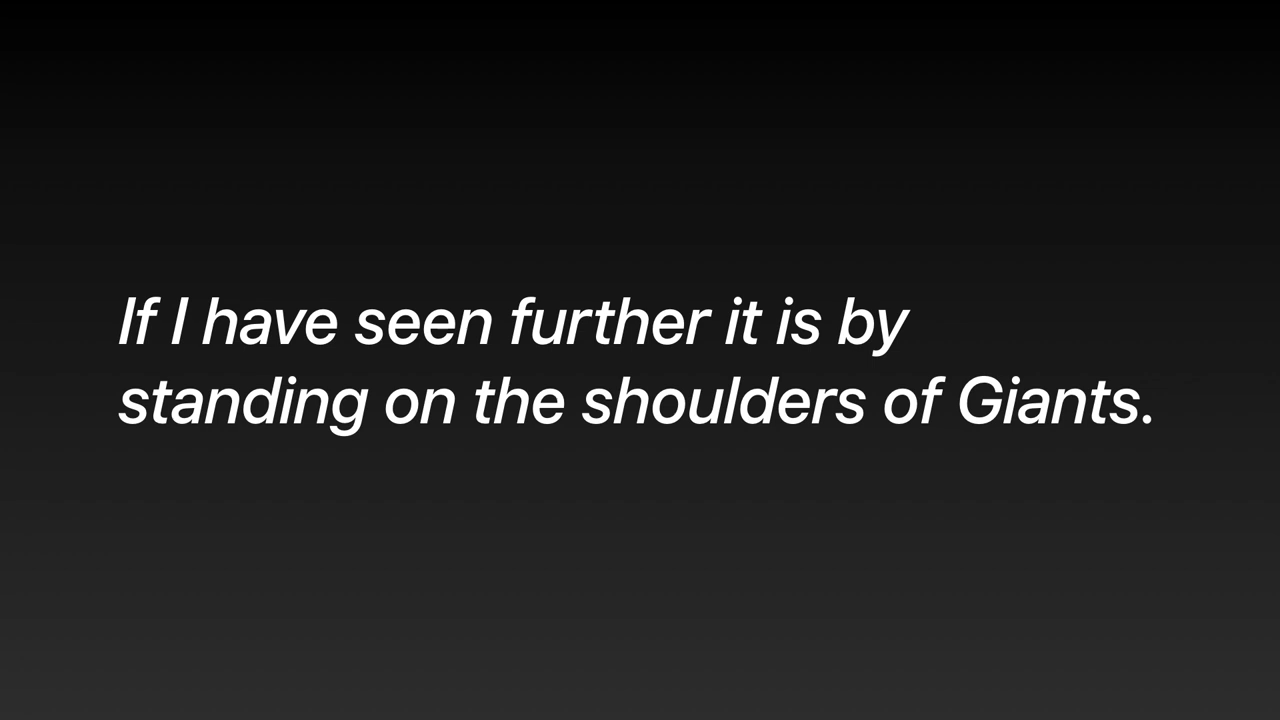 If I have seen further it is by
standing on the shoulders of Giants.